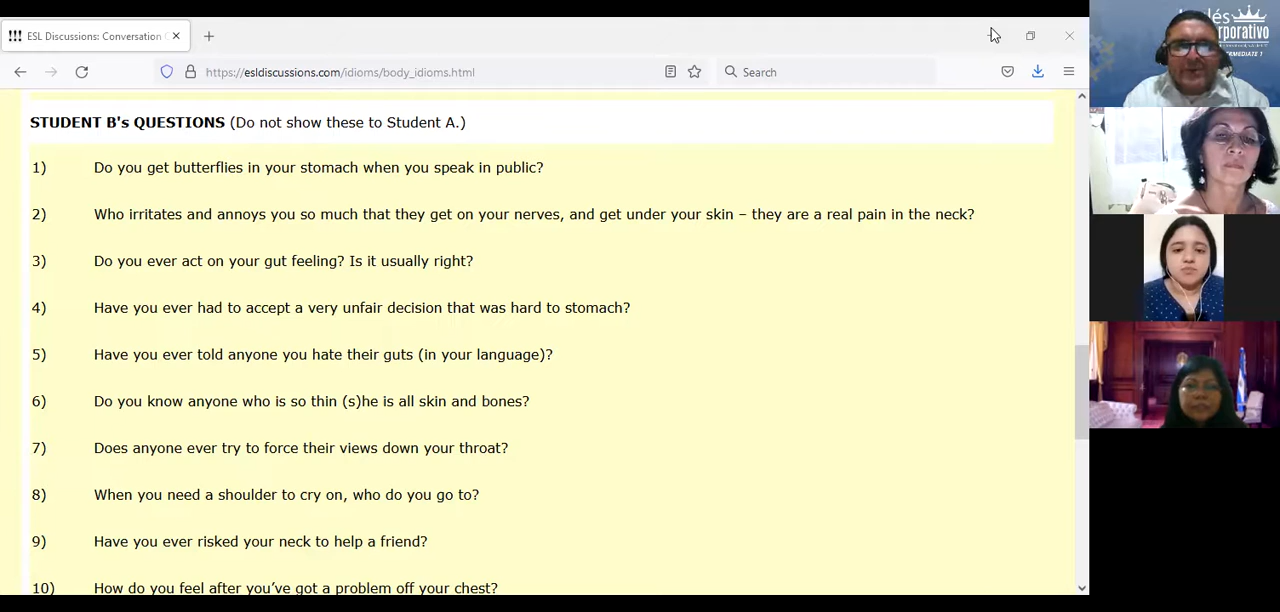 !!! ESL Discussions: Conversation
https://esldiscussions.com/idioms/body_idioms.html
Search
STUDENT B's QUESTIONS (Do not show these to Student A.)
1) Do you get butterflies in your stomach when you speak in public?
2) Who irritates and annoys you so much that they get on your nerves, and get under your skin – they are a real pain in the neck?
3) Do you ever act on your gut feeling? Is it usually right?
4) Have you ever had to accept a very unfair decision that was hard to stomach?
5) Have you ever told anyone you hate their guts (in your language)?
6) Do you know anyone who is so thin (s)he is all skin and bones?
7) Does anyone ever try to force their views down your throat?
8) When you need a shoulder to cry on, who do you go to?
9) Have you ever risked your neck to help a friend?
10) How do you feel after you've got a problem off your chest?